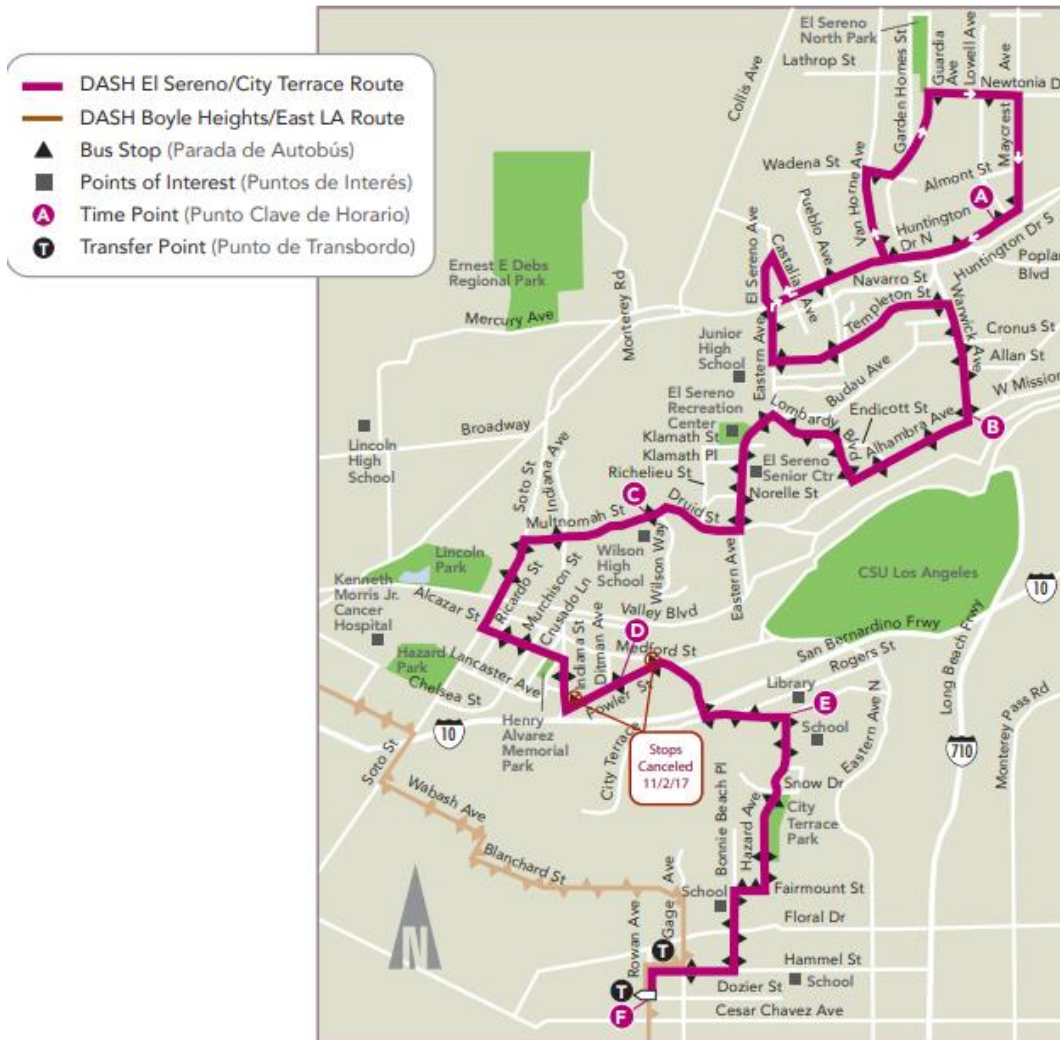 DASH El Sereno/City Terrace Route
DASH Boyle Heights/East LA Route
Bus Stop (Parada de Autobús)
Points of Interest (Puntos de Interés)
A Time Point (Punto Clave de Horario)
T Transfer Point (Punto de Transbordo)
El Sereno
North Park
Lathrop St
Collis Ave
Garden Homes St
Guardia
Ave
Lowell Ave
Maycrest
Ave
Newtonia D
Wadena St
Van Horne Ave
Almont St
A
Huntington
Dr N
Huntington Dr S
Poplar
Blvd
Pueblo Ave
Castalia Ave
El Sereno Ave
Navarro St
Templeton St
Warwick Ave
Cronus St
Allan St
W Mission
Ernest E Debs
Regional Park
Monterey Rd
Mercury Ave
Junior
High
School
Eastern Ave
Budau Ave
El Sereno
Recreation
Center
Lombardy Blvd
Endicott St
Alhambra Ave
B
Broadway
Lincoln
High
School
Klamath St
Klamath Pl
Richelieu St
El Sereno
Senior Ctr
Norelle St
Soto St
Indiana Ave
C
Multnomah St
Druid St
Wilson
High
School
Wilson Way
Eastern Ave
CSU Los Angeles
10
Lincoln
Park
Kenneth
Morris Jr.
Cancer
Hospital
Alcazar St
Ricardo St
Murchison St
Crusado Ln
Valley Blvd
San Bernardino Frwy
Long Beach Frwy
Hazard
Park
Lancaster Ave
Chelsea St
Indiana St
Ditman Ave
D
Medford St
Fowler St
Rogers St
Library
E
School
Eastern Ave N
Monterey Pass Rd
10
Henry
Alvarez
Memorial
Park
City Terrace
Stops
Canceled
11/2/17
710
Soto St
Wabash Ave
Blanchard St
Bonnie Beach Pl
Hazard Ave
Snow Dr
City
Terrace
Park
School
Fairmount St
Floral Dr
Rowan Ave
Gage Ave
T
Hammel St
School
T
Dozier St
F
Cesar Chavez Ave
N